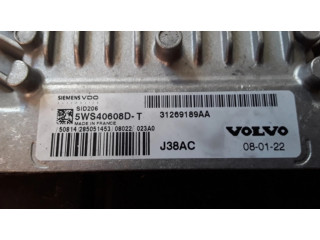 SIEMENS VDO
SID206
5WS40608D-T 31269189AA
MADE IN FRANCE
50814 285051453 08022 023A0
VOLVO
J38AC 08-01-22